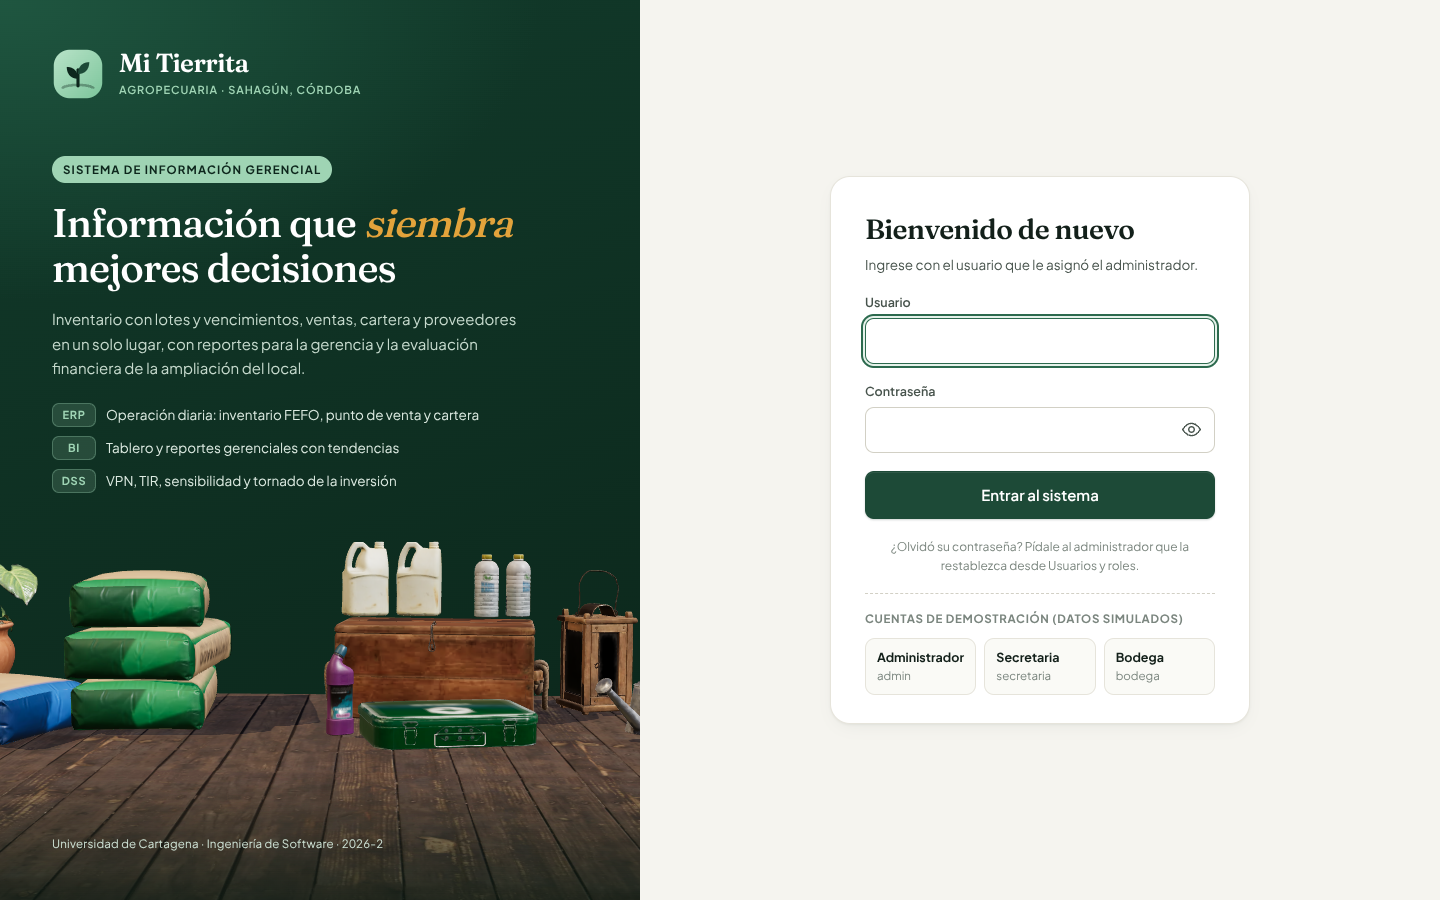 Mi Tierrita
AGROPECUARIA · SAHAGÚN, CÓRDOBA
SISTEMA DE INFORMACIÓN GERENCIAL
Información que siembra
mejores decisiones
Inventario con lotes y vencimientos, ventas, cartera y proveedores
en un solo lugar, con reportes para la gerencia y la evaluación
financiera de la ampliación del local.
ERP Operación diaria: inventario FEFO, punto de venta y cartera
BI Tablero y reportes gerenciales con tendencias
DSS VPN, TIR, sensibilidad y tornado de la inversión
Universidad de Cartagena · Ingeniería de Software · 2026-2
Bienvenido de nuevo
Ingrese con el usuario que le asignó el administrador.
Usuario
Contraseña
Entrar al sistema
¿Olvidó su contraseña? Pídale al administrador que la
restablezca desde Usuarios y roles.
CUENTAS DE DEMOSTRACIÓN (DATOS SIMULADOS)
Administrador Secretaria Bodega
admin secretaria bodega